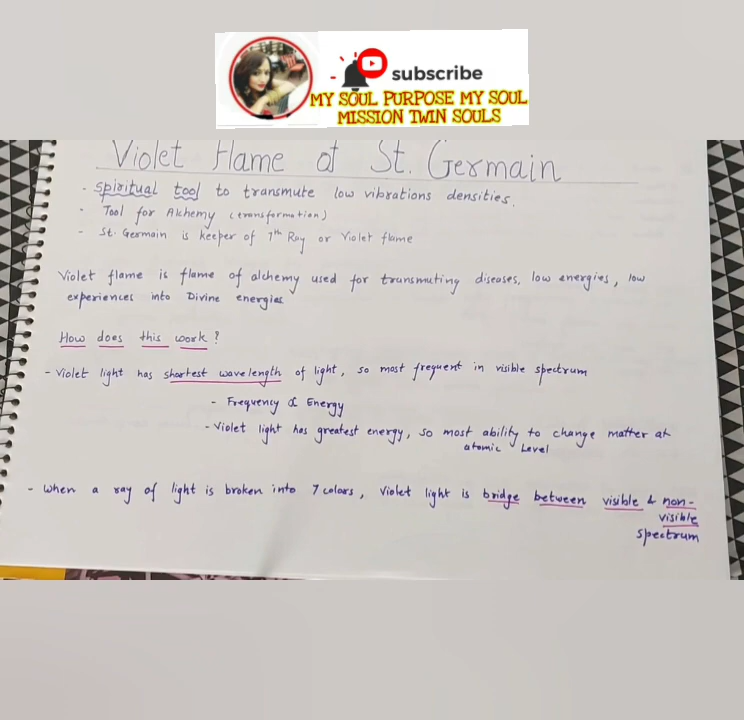 subscribe
MY SOUL PURPOSE MY SOUL
MISSION TWIN SOULS
Violet Flame of St. Germain
- spiritual tool to transmute low vibrations densities.
- Tool for Alchemy (transformation)
- St. Germain is keeper of 7th Ray or Violet flame
Violet flame is flame of alchemy used for transmuting diseases, low energies, low
experiences into Divine energies
How does this work?
- Violet light has shortest wavelength of light, so most frequent in visible spectrum
- Frequency ∝ Energy
- Violet light has greatest energy, so most ability to change matter at
atomic level
- When a ray of light is broken into 7 colors, violet light is bridge between visible & non-
visible
spectrum